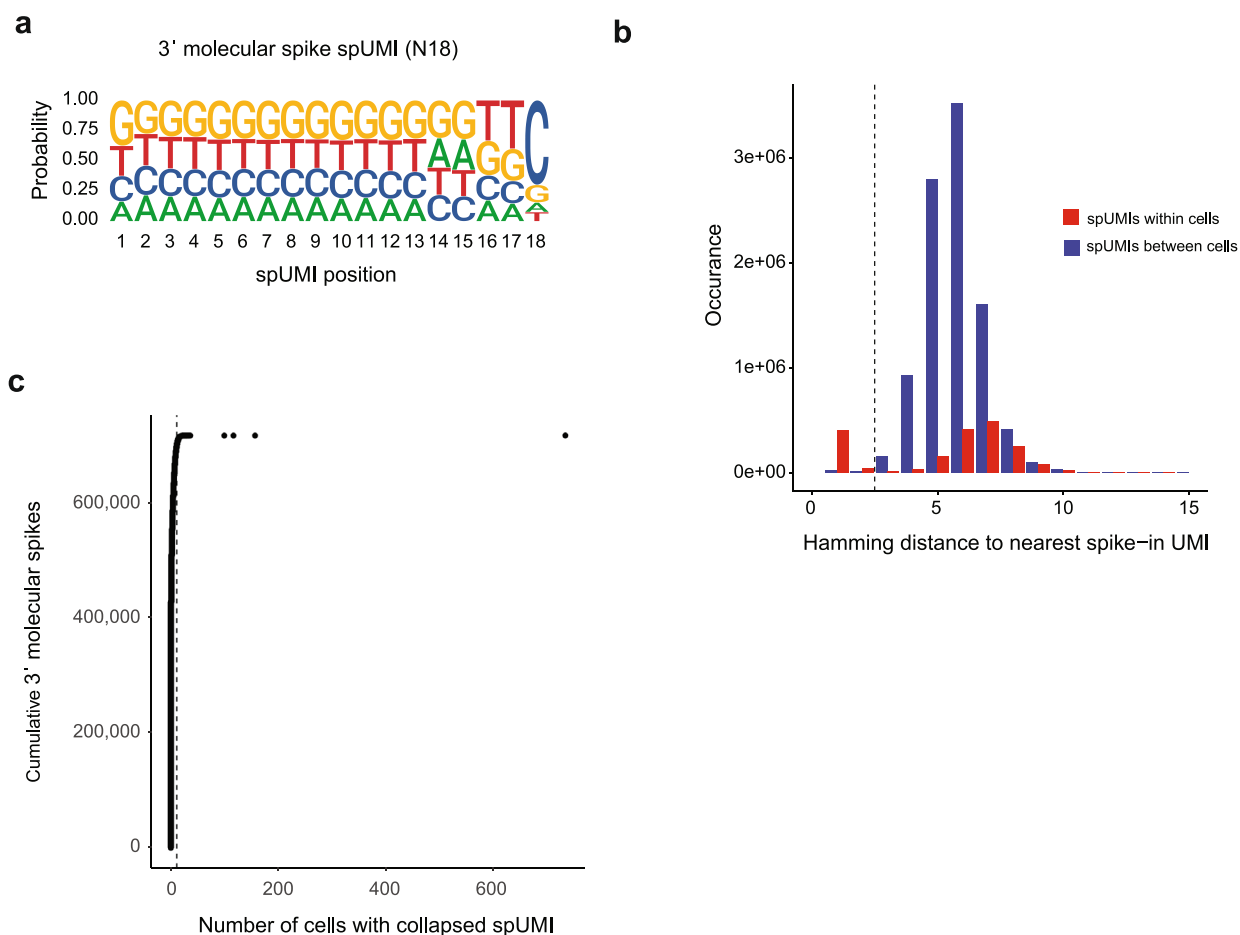 a
3' molecular spike spUMI (N18)
Probability
1.00
0.75
0.50
0.25
0.00
GGGGGGGGGGGGGGGTTC
TTTTTTTTTTTTTAAGGG
CCCCCCCCCCCCCTTCCA
AAAAAAAAAAAAACCAAT
1 2 3 4 5 6 7 8 9 10 11 12 13 14 15 16 17 18
spUMI position
b
Occurance
3e+06
2e+06
1e+06
0e+00
0 5 10 15
Hamming distance to nearest spike−in UMI
spUMIs within cells
spUMIs between cells
c
Cumulative 3' molecular spikes
600,000
400,000
200,000
0
0 200 400 600
Number of cells with collapsed spUMI